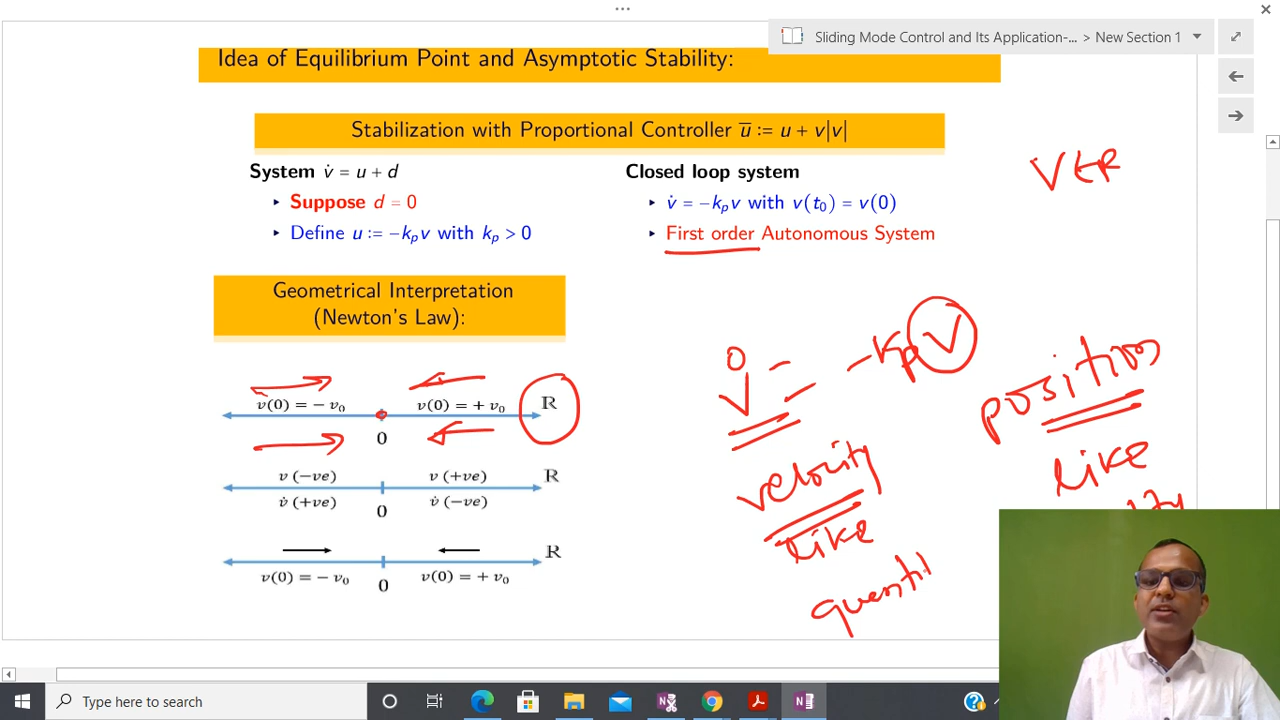 Sliding Mode Control and Its Application-... > New Section 1
Idea of Equilibrium Point and Asymptotic Stability:
Stabilization with Proportional Controller u̅ := u + v|v|
System v̇ = u + d
Suppose d = 0
Define u := −kₚv with kₚ > 0
Closed loop system
v̇ = −kₚv with v(t₀) = v(0)
First order Autonomous System
V ∈ R
Geometrical Interpretation
(Newton's Law):
v(0) = − v₀ v(0) = + v₀ ℝ
0
v (−ve) v (+ve) ℝ
v̇ (+ve) 0 v̇ (−ve)
ℝ
v(0) = − v₀ 0 v(0) = + v₀
V̇ = −Kp V
velocity
like
position
like
Type here to search